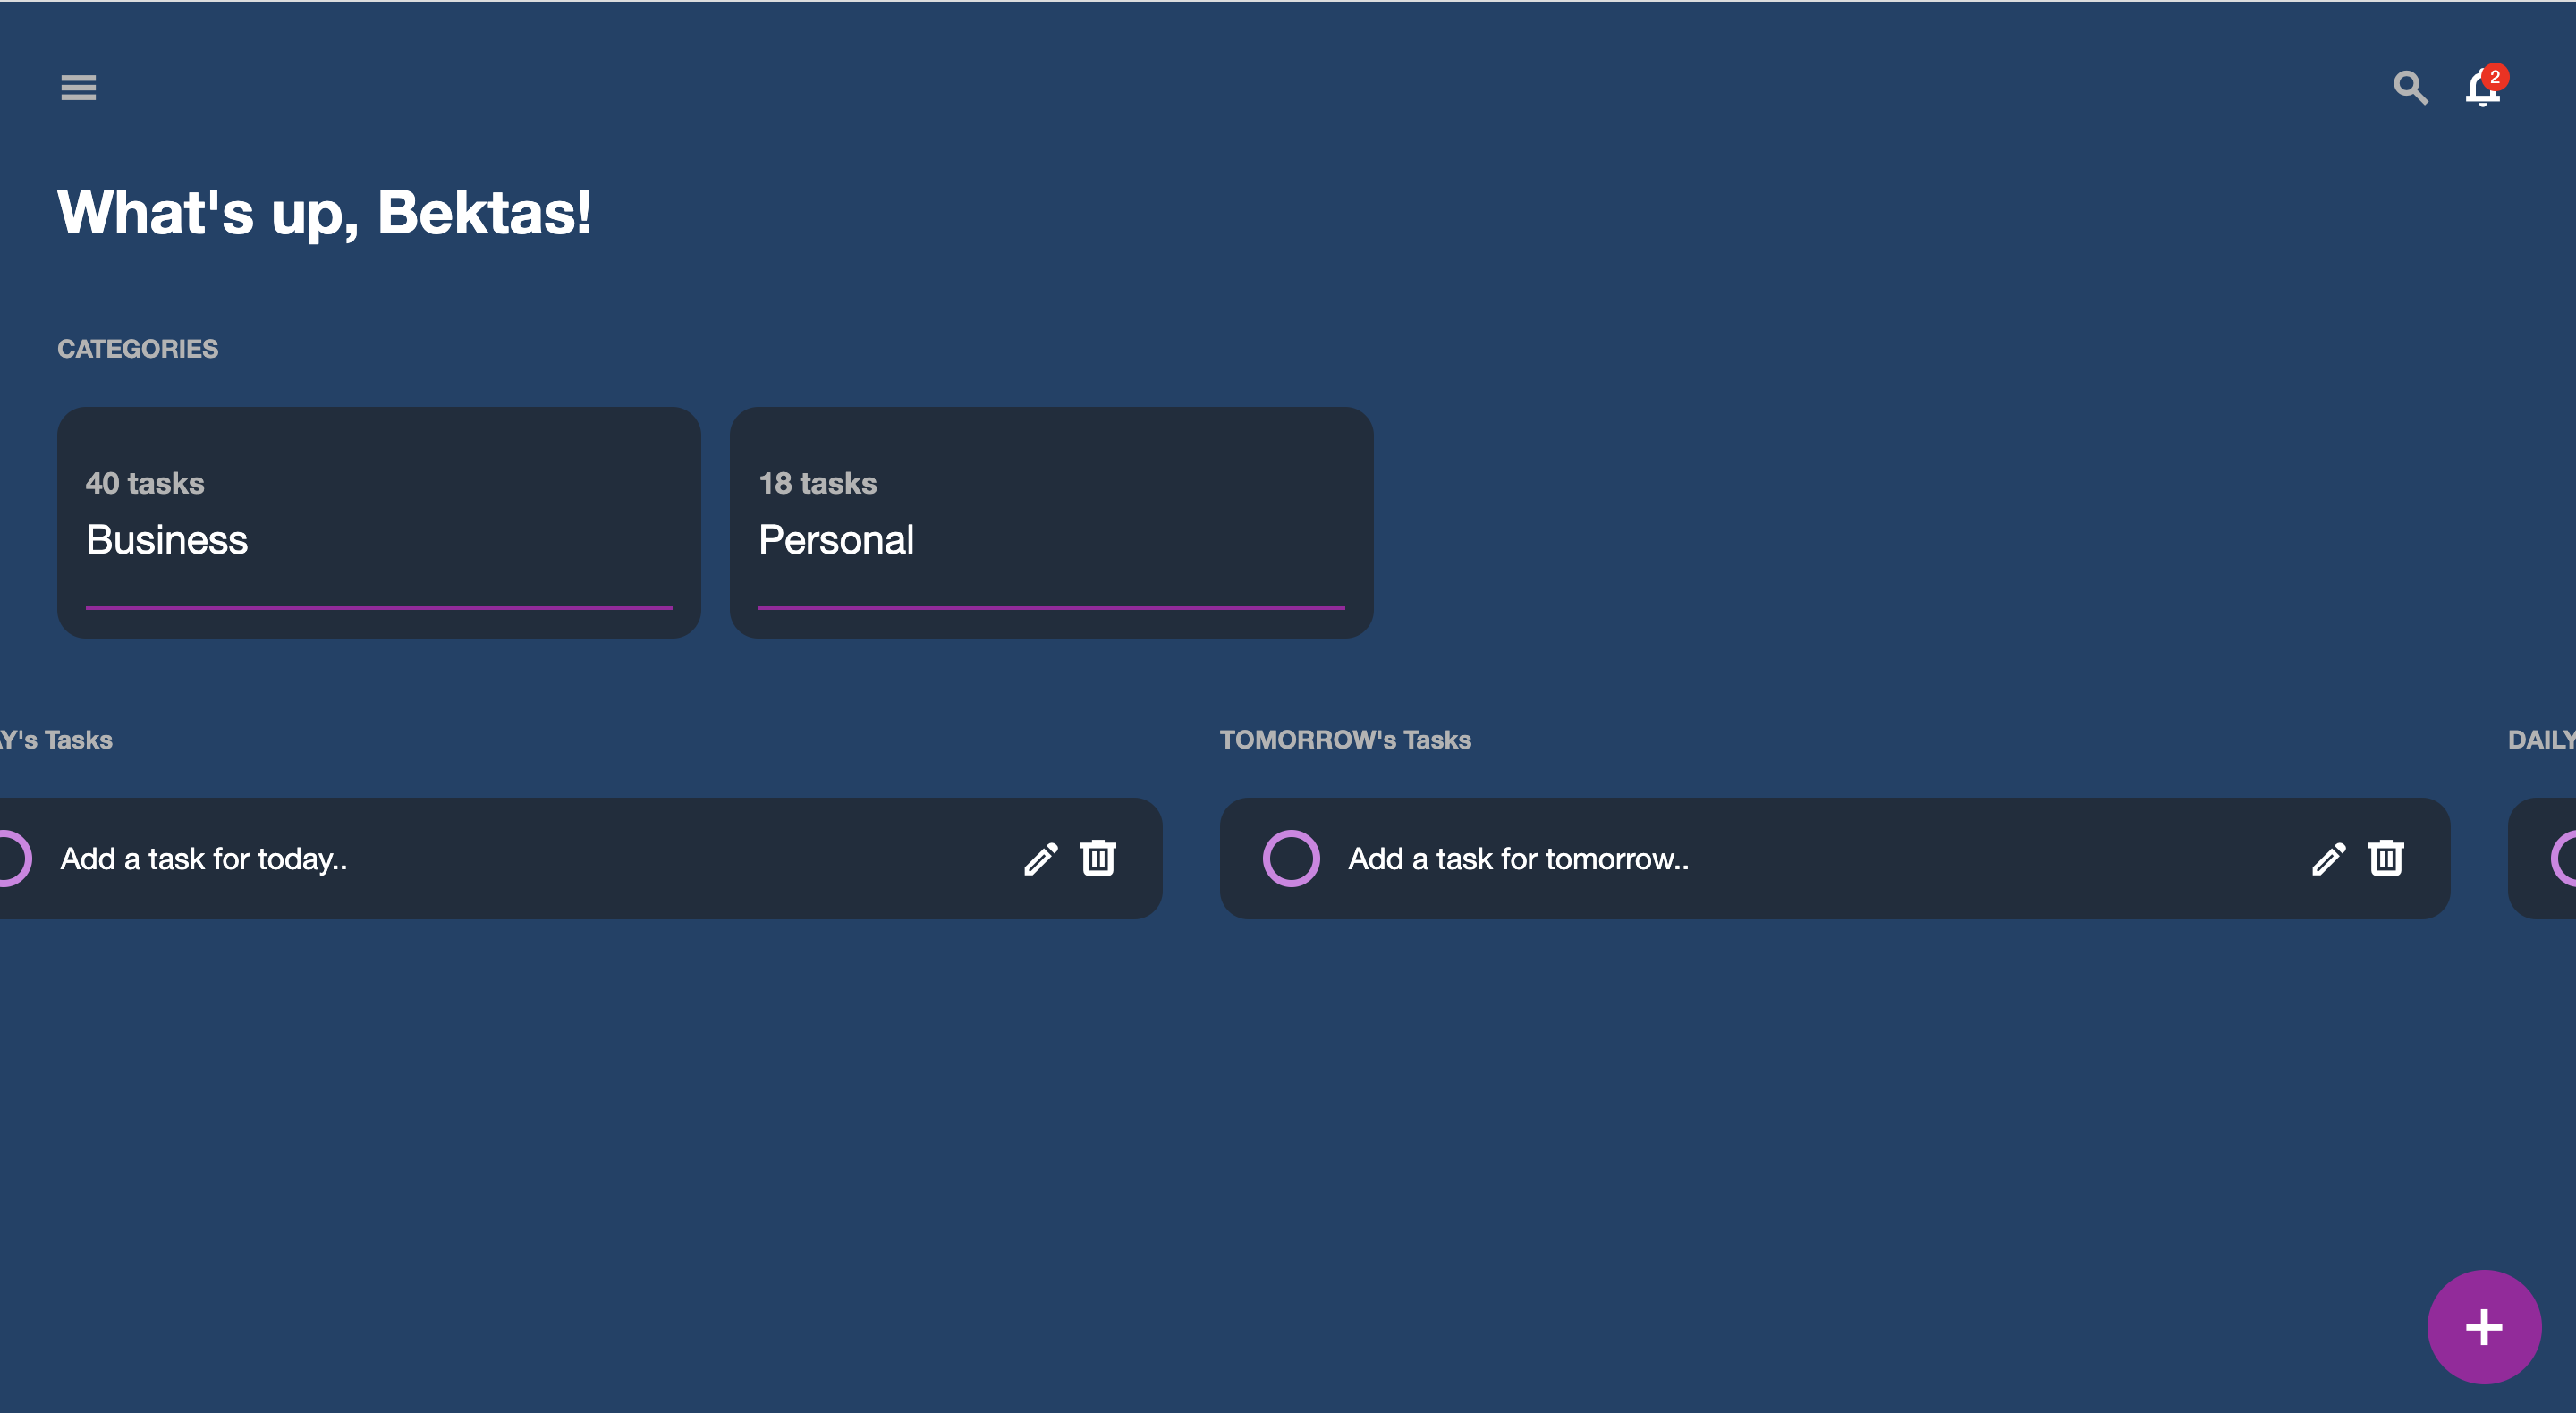 2
What's up, Bektas!
CATEGORIES
40 tasks
Business
18 tasks
Personal
Y's Tasks
TOMORROW's Tasks
DAILY
Add a task for today..
Add a task for tomorrow..